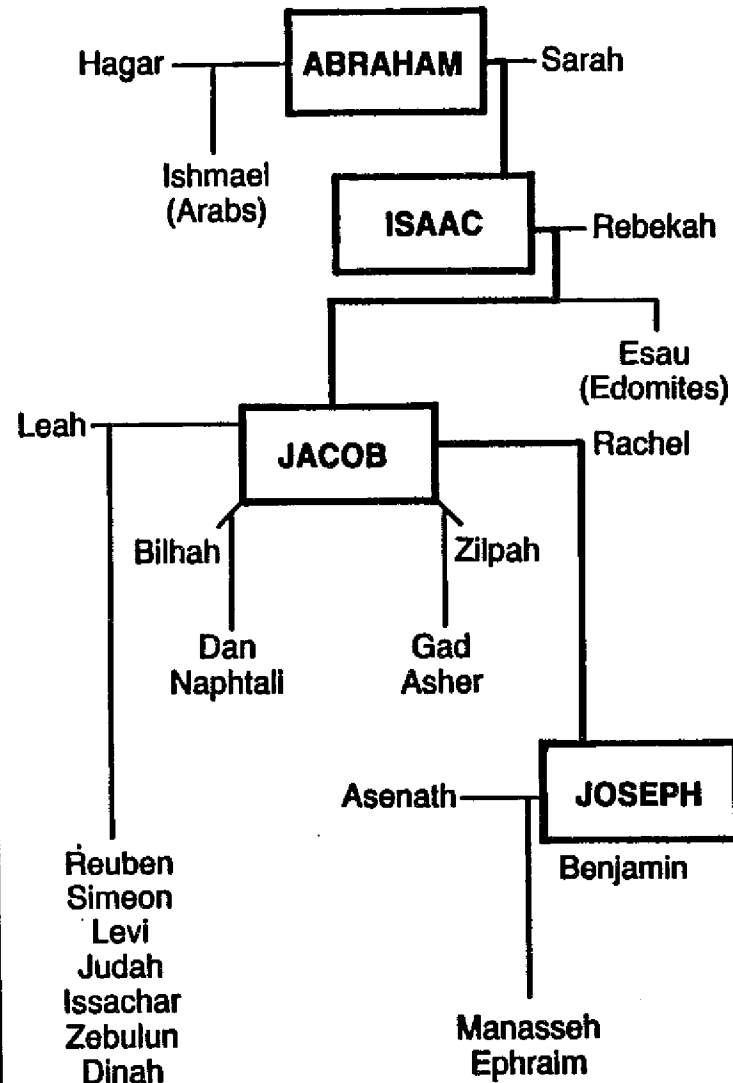 Hagar
ABRAHAM
Sarah
Ishmael
(Arabs)
ISAAC
Rebekah
Esau
(Edomites)
Leah
JACOB
Rachel
Bilhah
Zilpah
Dan
Naphtali
Gad
Asher
Asenath
JOSEPH
Benjamin
Reuben
Simeon
Levi
Judah
Issachar
Zebulun
Dinah
Manasseh
Ephraim